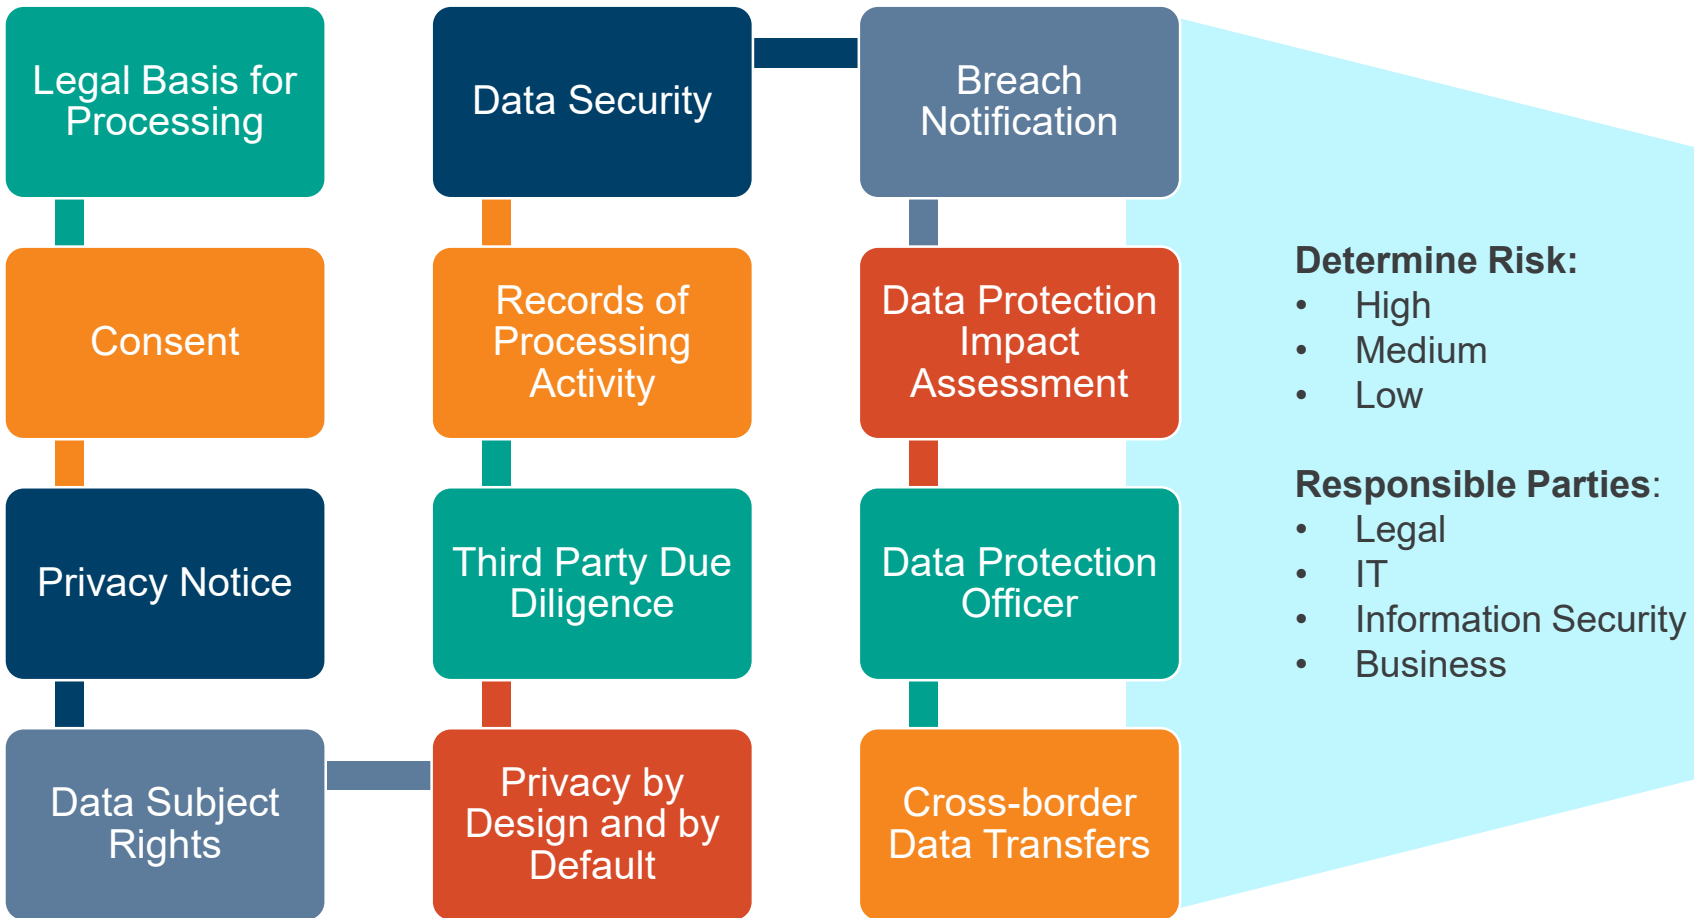 Legal Basis for
Processing
Consent
Privacy Notice
Data Subject
Rights
Privacy by
Design and by
Default
Third Party Due
Diligence
Records of
Processing
Activity
Data Security
Breach
Notification
Data Protection
Impact
Assessment
Data Protection
Officer
Cross-border
Data Transfers
Determine Risk:
• High
• Medium
• Low
Responsible Parties:
• Legal
• IT
• Information Security
• Business